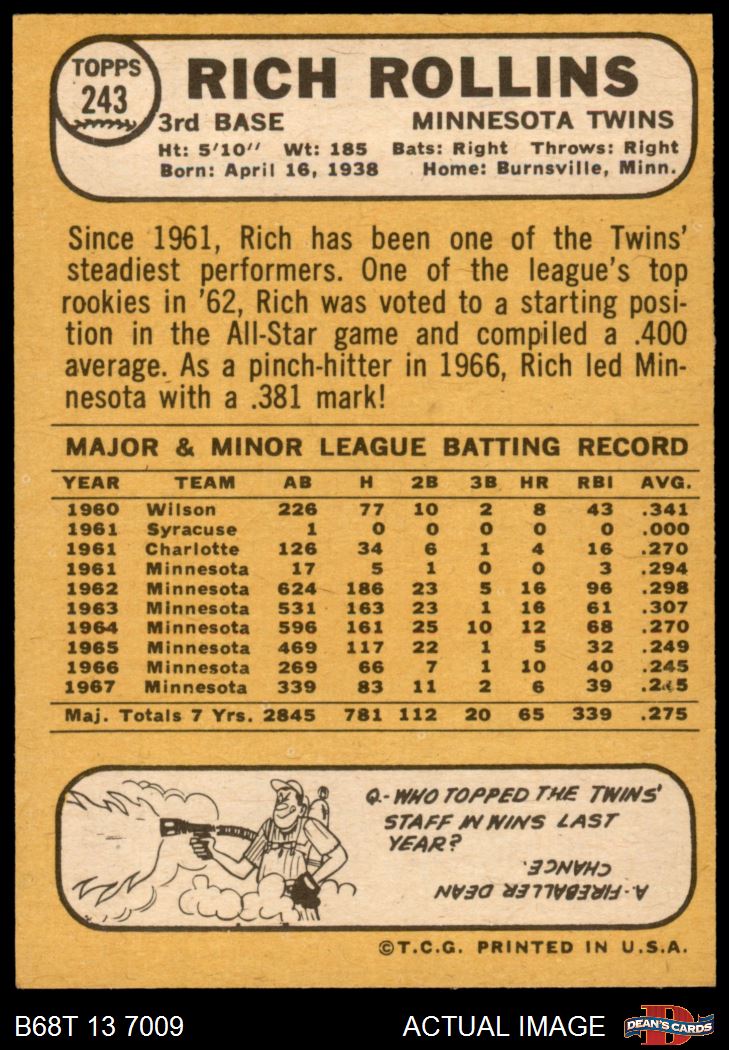 TOPPS
243
RICH ROLLINS
3rd BASE MINNESOTA TWINS
Ht: 5'10" Wt: 185 Bats: Right Throws: Right
Born: April 16, 1938 Home: Burnsville, Minn.
Since 1961, Rich has been one of the Twins'
steadiest performers. One of the league's top
rookies in '62, Rich was voted to a starting posi-
tion in the All-Star game and compiled a .400
average. As a pinch-hitter in 1966, Rich led Min-
nesota with a .381 mark!
MAJOR & MINOR LEAGUE BATTING RECORD
YEAR TEAM AB H 2B 3B HR RBI AVG.
1960 Wilson 226 77 10 2 8 43 .341
1961 Syracuse 1 0 0 0 0 0 .000
1961 Charlotte 126 34 6 1 4 16 .270
1961 Minnesota 17 5 1 0 0 3 .294
1962 Minnesota 624 186 23 5 16 96 .298
1963 Minnesota 531 163 23 1 16 61 .307
1964 Minnesota 596 161 25 10 12 68 .270
1965 Minnesota 469 117 22 1 5 32 .249
1966 Minnesota 269 66 7 1 10 40 .245
1967 Minnesota 339 83 11 2 6 39 .245
Maj. Totals 7 Yrs. 2845 781 112 20 65 339 .275
Q-WHO TOPPED THE TWINS'
STAFF IN WINS LAST
YEAR?
A-FIREBALLER DEAN
CHANCE.
©T.C.G. PRINTED IN U.S.A.
B68T 13 7009 ACTUAL IMAGE
DEAN'S CARDS